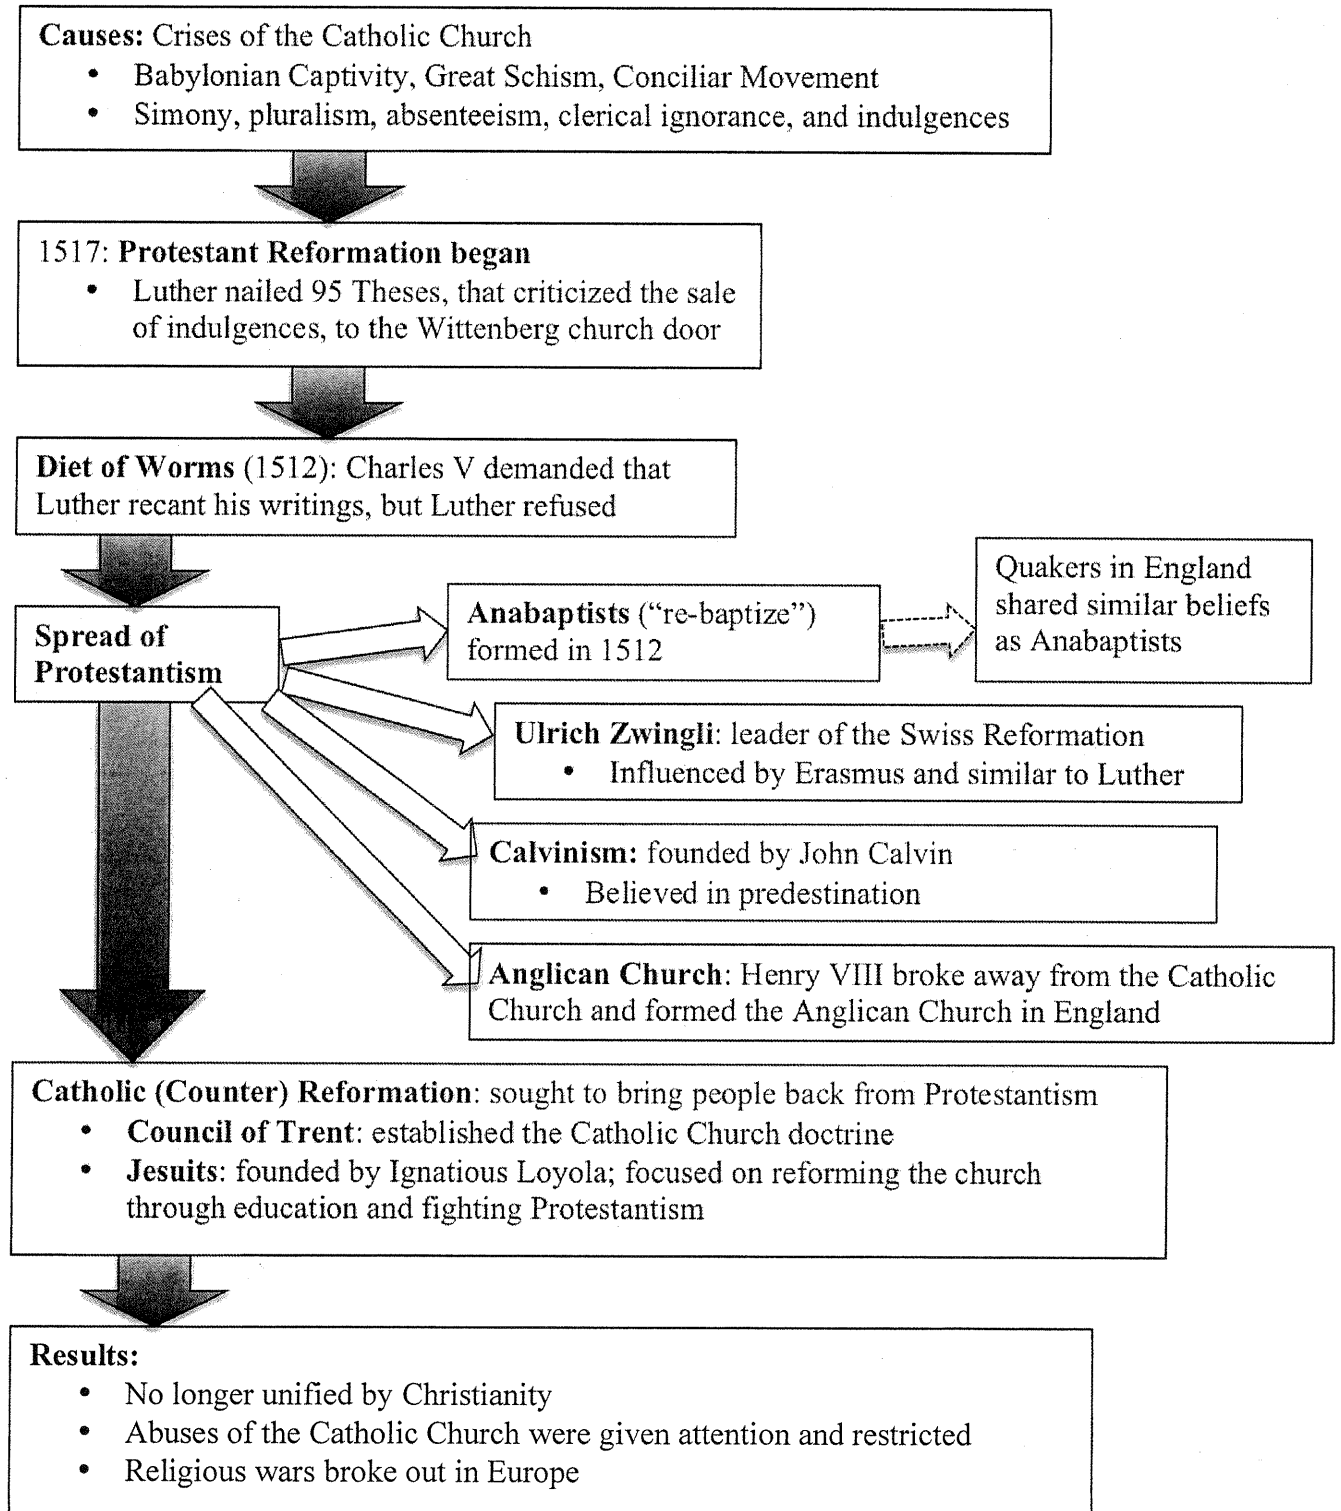 Causes: Crises of the Catholic Church
• Babylonian Captivity, Great Schism, Conciliar Movement
• Simony, pluralism, absenteeism, clerical ignorance, and indulgences
1517: Protestant Reformation began
• Luther nailed 95 Theses, that criticized the sale
of indulgences, to the Wittenberg church door
Diet of Worms (1512): Charles V demanded that
Luther recant his writings, but Luther refused
Spread of
Protestantism
Anabaptists (“re-baptize”)
formed in 1512
Quakers in England
shared similar beliefs
as Anabaptists
Ulrich Zwingli: leader of the Swiss Reformation
• Influenced by Erasmus and similar to Luther
Calvinism: founded by John Calvin
• Believed in predestination
Anglican Church: Henry VIII broke away from the Catholic
Church and formed the Anglican Church in England
Catholic (Counter) Reformation: sought to bring people back from Protestantism
• Council of Trent: established the Catholic Church doctrine
• Jesuits: founded by Ignatious Loyola; focused on reforming the church
through education and fighting Protestantism
Results:
• No longer unified by Christianity
• Abuses of the Catholic Church were given attention and restricted
• Religious wars broke out in Europe